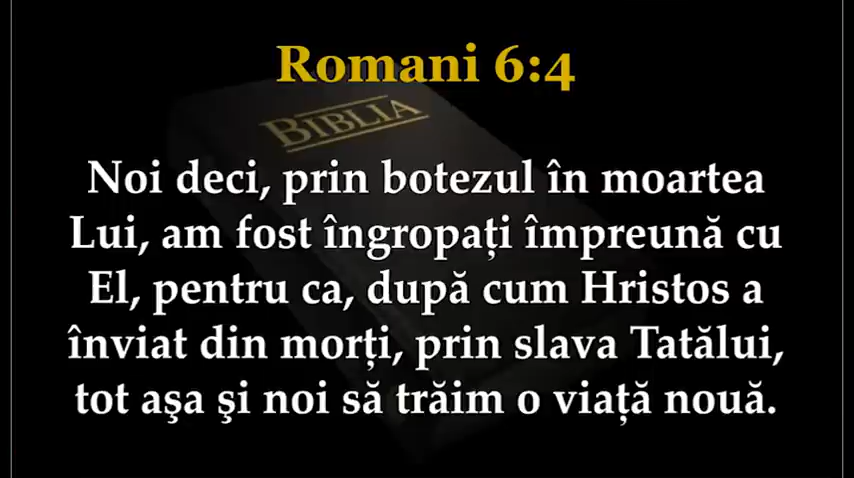 Romani 6:4
BIBLIA
Noi deci, prin botezul în moartea
Lui, am fost îngropați împreună cu
El, pentru ca, după cum Hristos a
înviat din morți, prin slava Tatălui,
tot aşa şi noi să trăim o viață nouă.